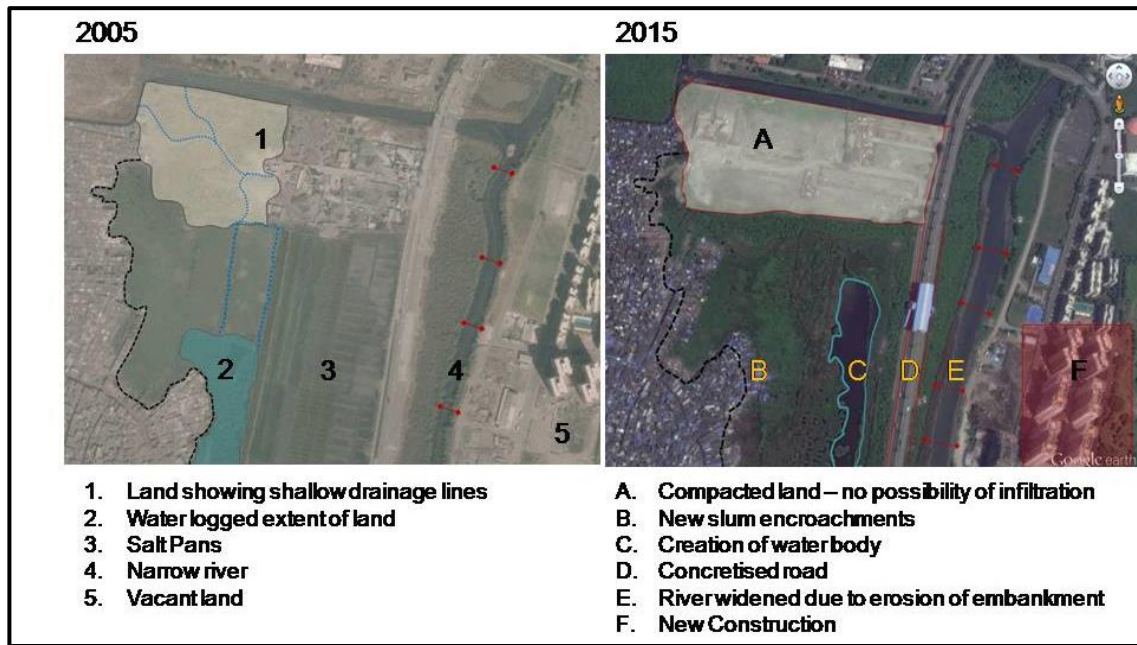 2005
2015
1
2
3
4
5
A
B
C
D
E
F
Google earth
1. Land showing shallow drainage lines
2. Water logged extent of land
3. Salt Pans
4. Narrow river
5. Vacant land
A. Compacted land – no possibility of infiltration
B. New slum encroachments
C. Creation of water body
D. Concretised road
E. River widened due to erosion of embankment
F. New Construction